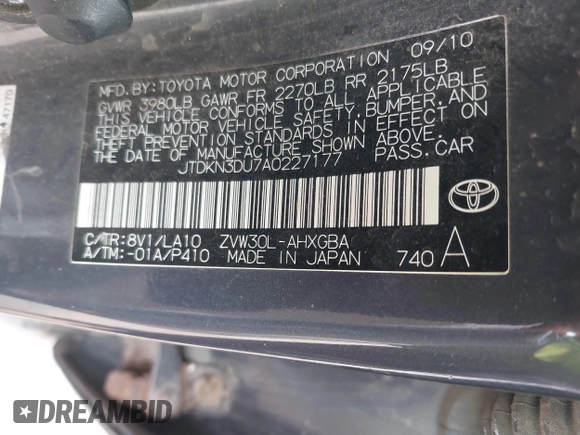 MFD. BY: TOYOTA MOTOR CORPORATION 09/10
GVWR 3980LB GAWR FR 2270LB RR 2175LB
THIS VEHICLE CONFORMS TO ALL APPLICABLE
FEDERAL MOTOR VEHICLE SAFETY, BUMPER, AND
THEFT PREVENTION STANDARDS IN EFFECT ON
THE DATE OF MANUFACTURE SHOWN ABOVE.
JTDKN3DU7A0227177 PASS. CAR
C/TR: 8V1/LA10 ZVW30L-AHXGBA
A/TM: -01A/P410 MADE IN JAPAN 740 A
47170
DREAMBID